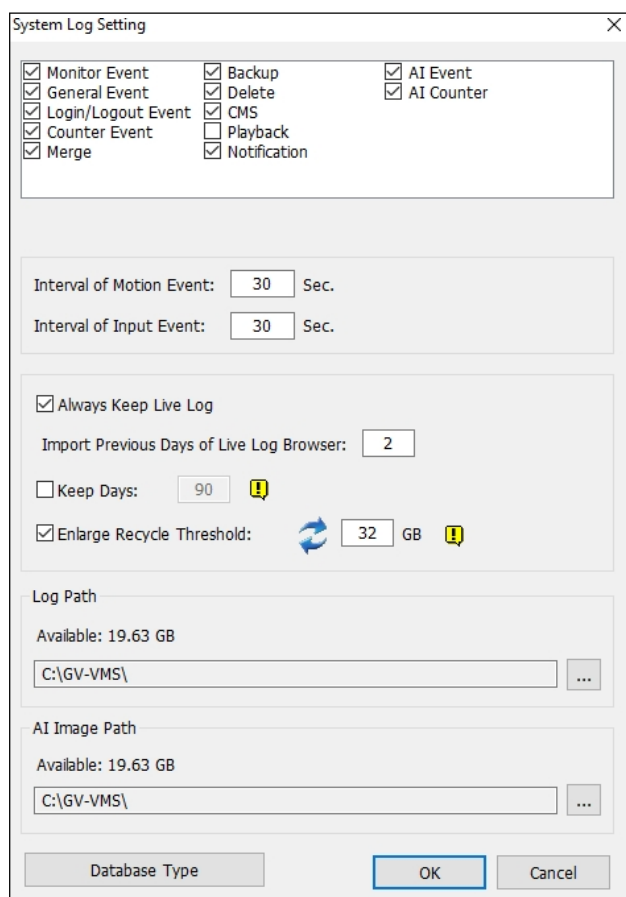 System Log Setting
Monitor Event Backup AI Event
General Event Delete AI Counter
Login/Logout Event CMS
Counter Event Playback
Merge Notification
Interval of Motion Event: 30 Sec.
Interval of Input Event: 30 Sec.
Always Keep Live Log
Import Previous Days of Live Log Browser: 2
Keep Days: 90
Enlarge Recycle Threshold: 32 GB
Log Path
Available: 19.63 GB
C:\GV-VMS\ ...
AI Image Path
Available: 19.63 GB
C:\GV-VMS\ ...
Database Type OK Cancel